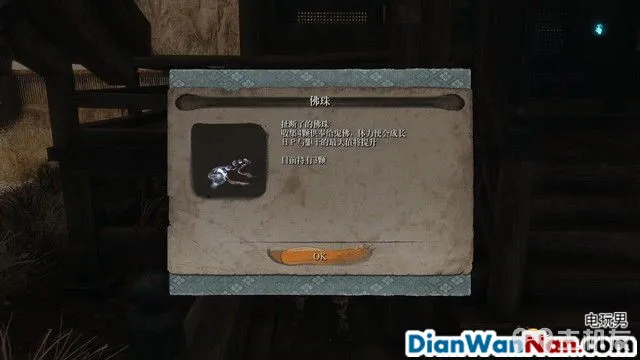 佛珠
扯断了的佛珠
收集4颗供奉给鬼佛，体力便会成长
HP与躯干的最大值将提升
目前持有3颗
OK
电玩男
DianWanNan.com